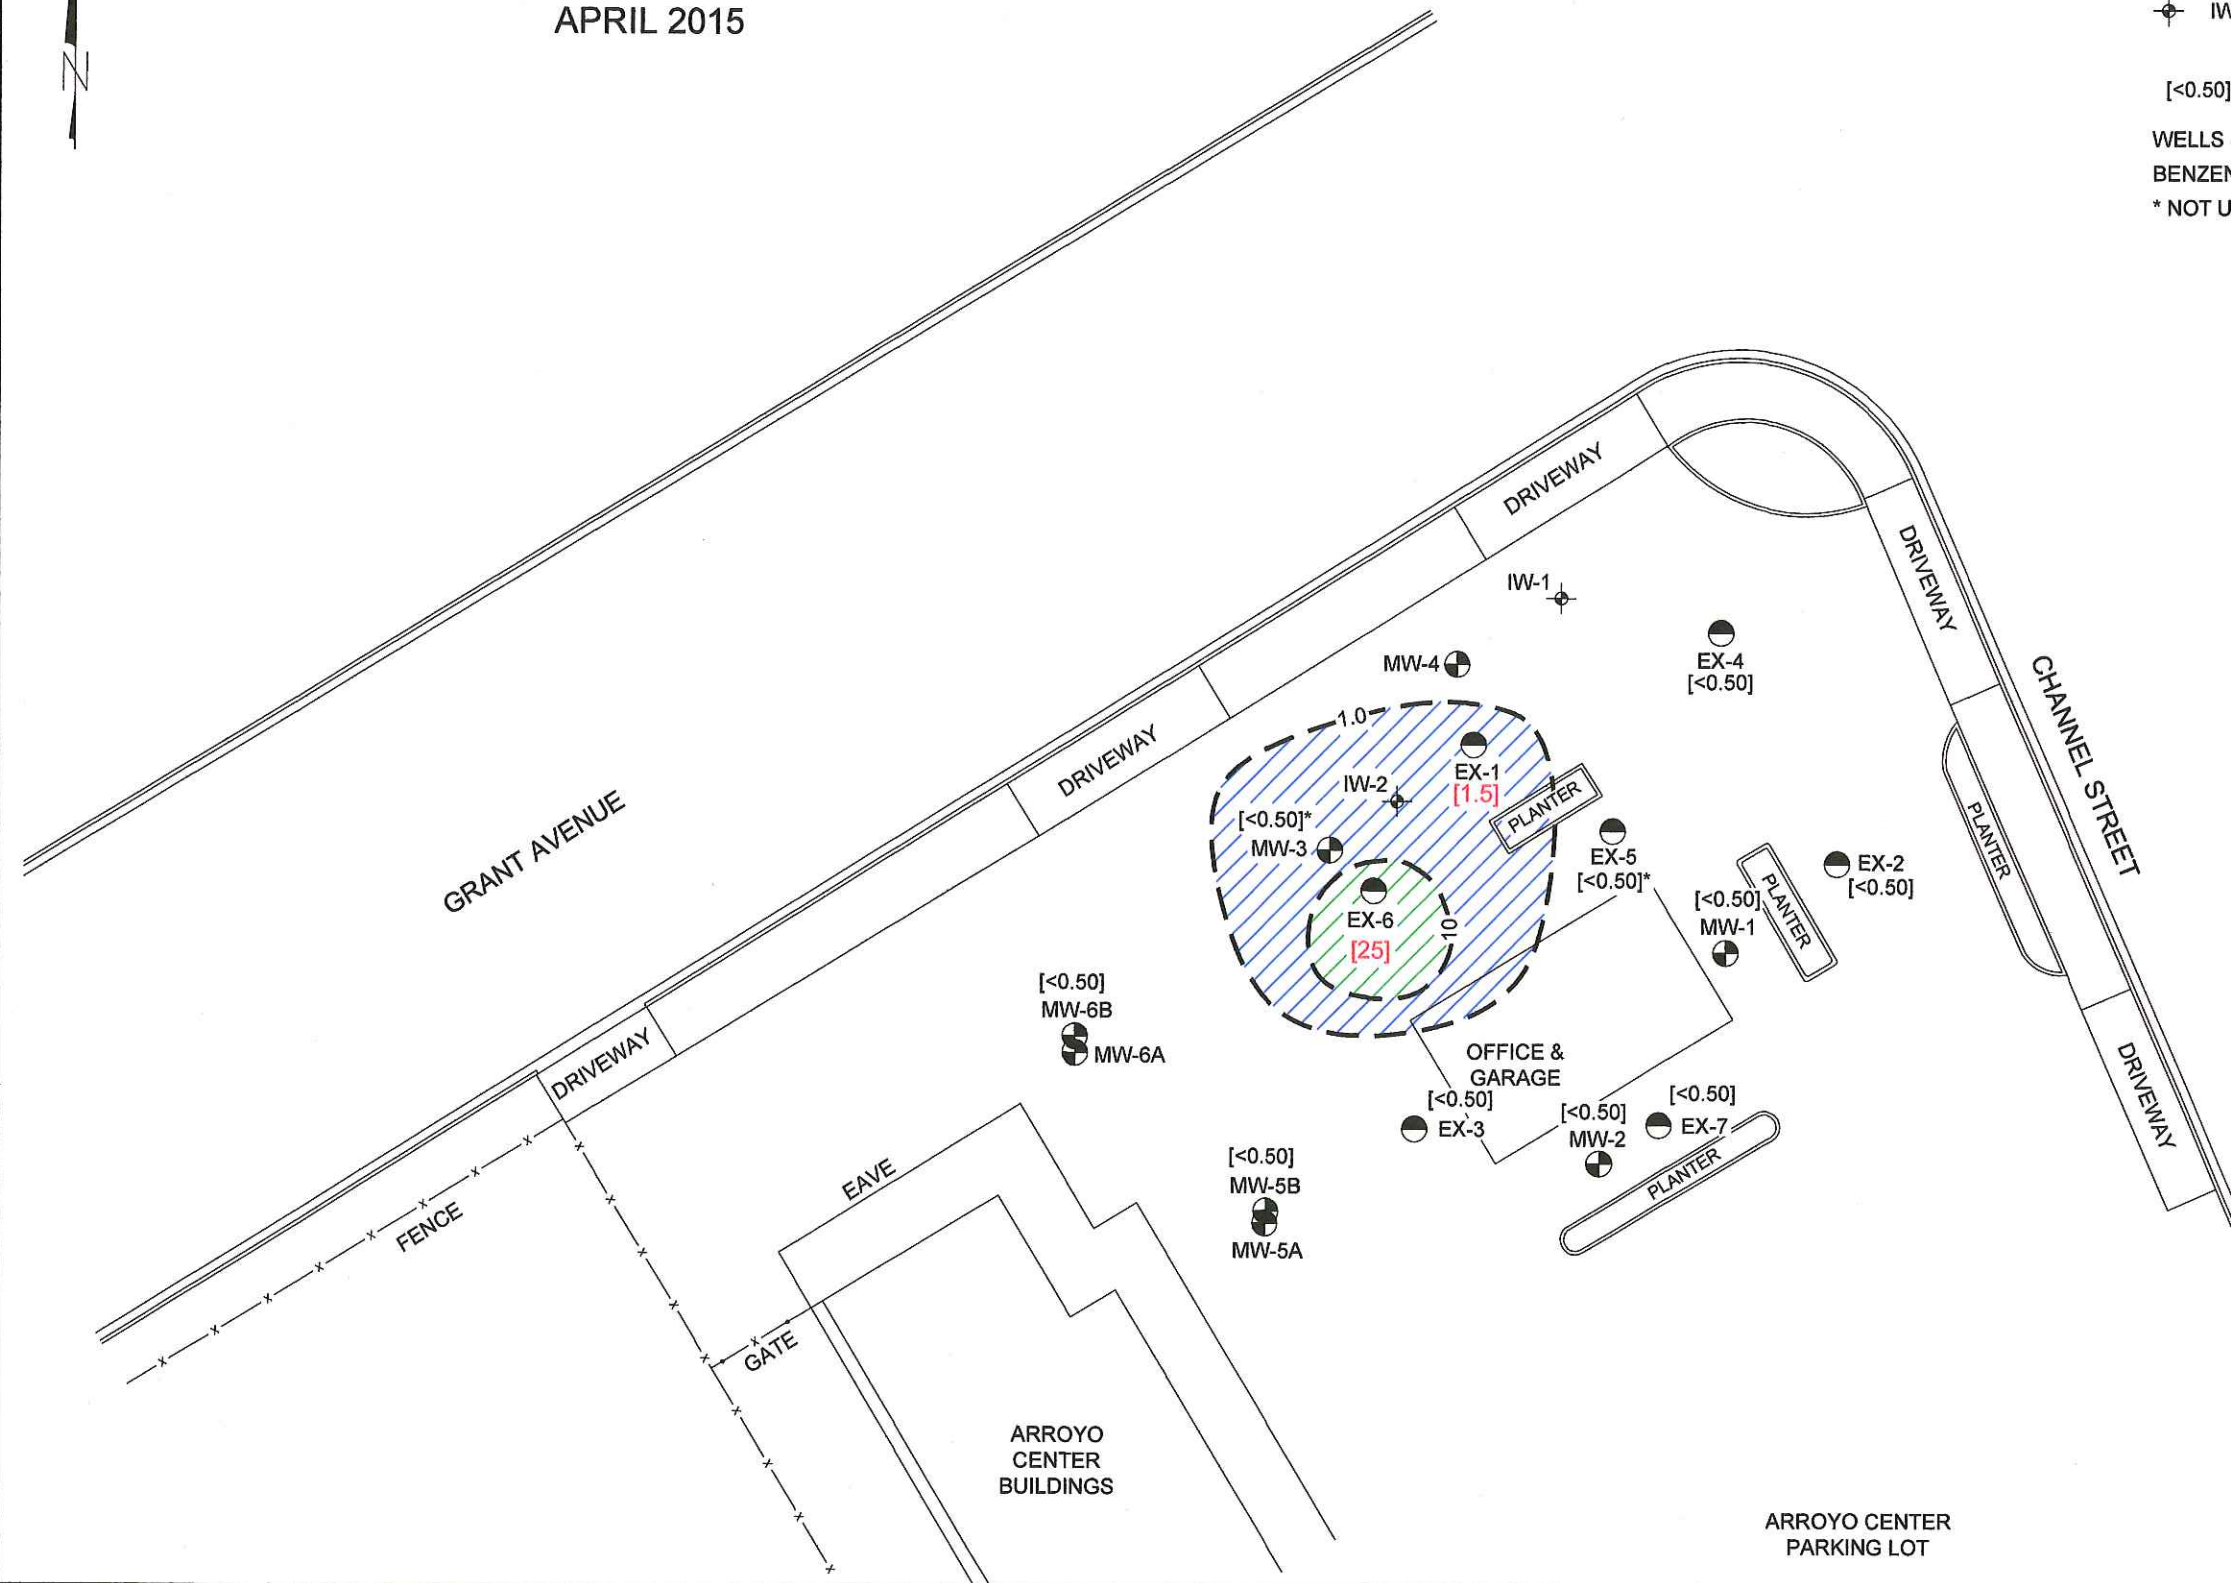 APRIL 2015
N
[<0.50]
WELLS
* NOT U
DRIVEWAY
DRIVEWAY
IW-1
MW-4
EX-4
[<0.50]
CHANNEL STREET
1.0
DRIVEWAY
EX-1
[1.5]
IW-2
PLANTER
[<0.50]*
MW-3
EX-5
[<0.50]*
PLANTER
EX-2
[<0.50]
PLANTER
GRANT AVENUE
[<0.50]
MW-1
EX-6
[25]
10
[<0.50]
MW-6B
MW-6A
DRIVEWAY
OFFICE &
GARAGE
[<0.50]
EX-3
[<0.50]
MW-2
[<0.50]
EX-7
PLANTER
DRIVEWAY
[<0.50]
MW-5B
MW-5A
EAVE
FENCE
GATE
ARROYO
CENTER
BUILDINGS
ARROYO CENTER
PARKING LOT